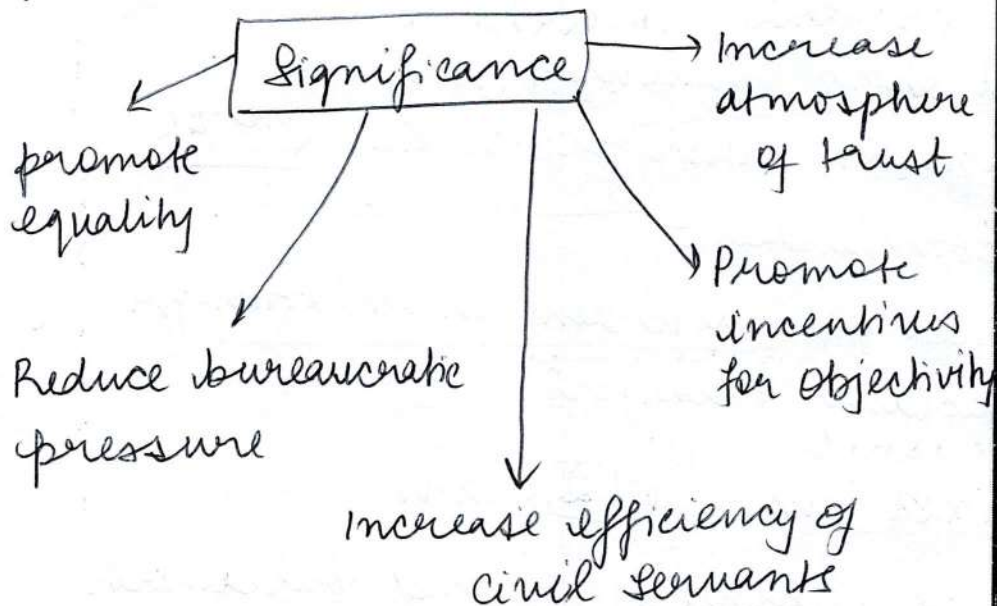 Significance
promote
equality
Reduce bureaucratic
pressure
Increase efficiency of
civil servants
Promote
incentives
for objectivity
Increase
atmosphere
of trust